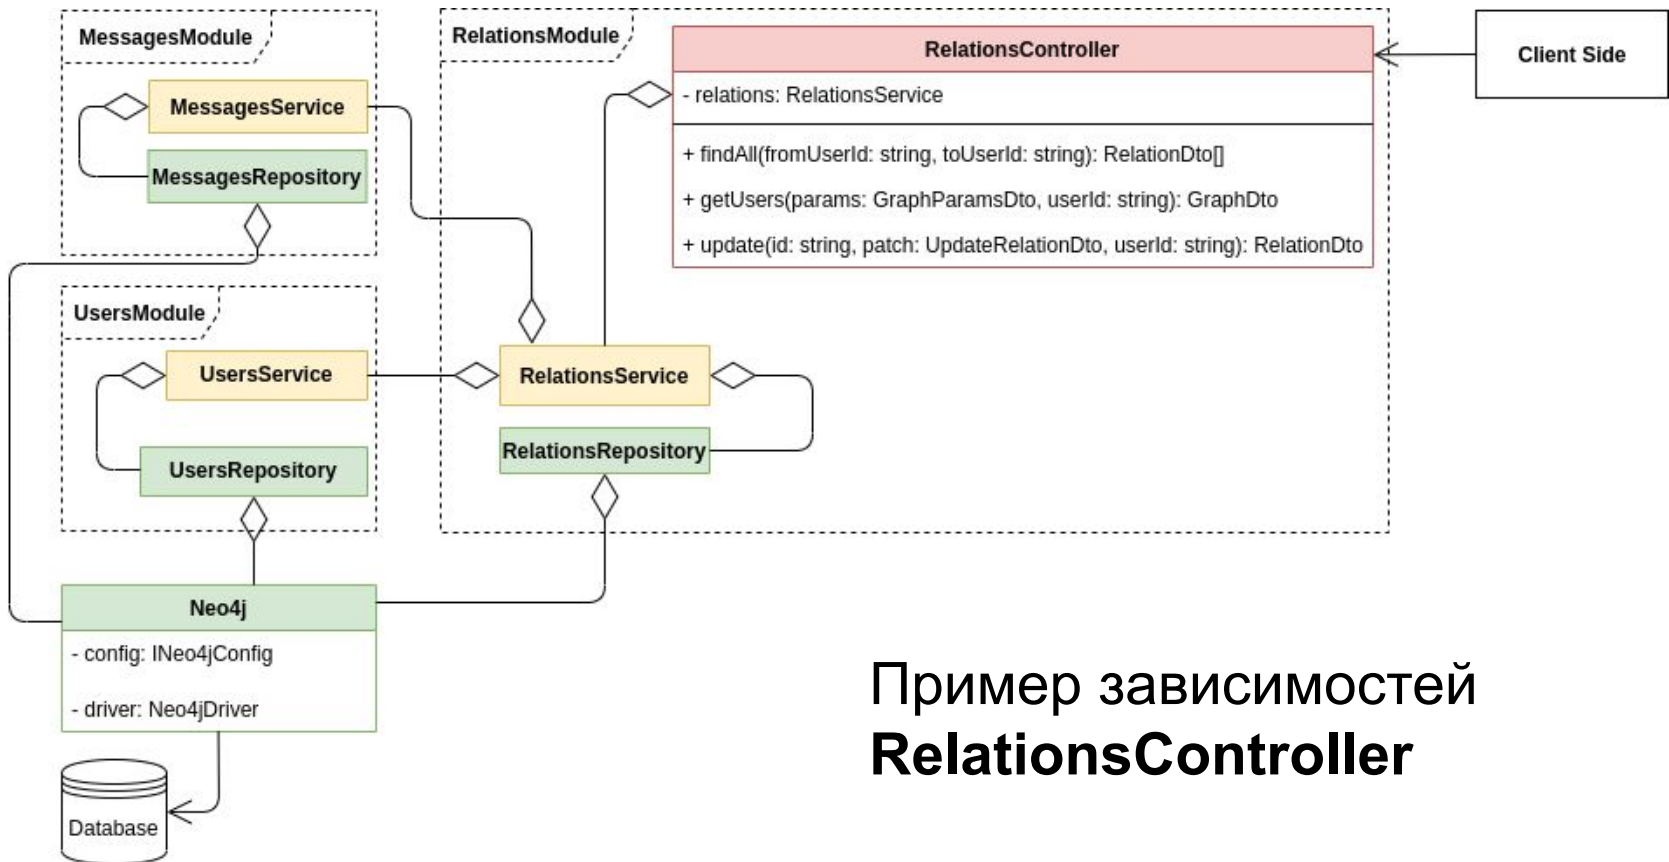 MessagesModule
MessagesService
MessagesRepository
RelationsModule
RelationsController
- relations: RelationsService
+ findAll(fromUserId: string, toUserId: string): RelationDto[]
+ getUsers(params: GraphParamsDto, userId: string): GraphDto
+ update(id: string, patch: UpdateRelationDto, userId: string): RelationDto
Client Side
UsersModule
UsersService
UsersRepository
RelationsService
RelationsRepository
Neo4j
- config: INeo4jConfig
- driver: Neo4jDriver
Database
Пример зависимостей
RelationsController